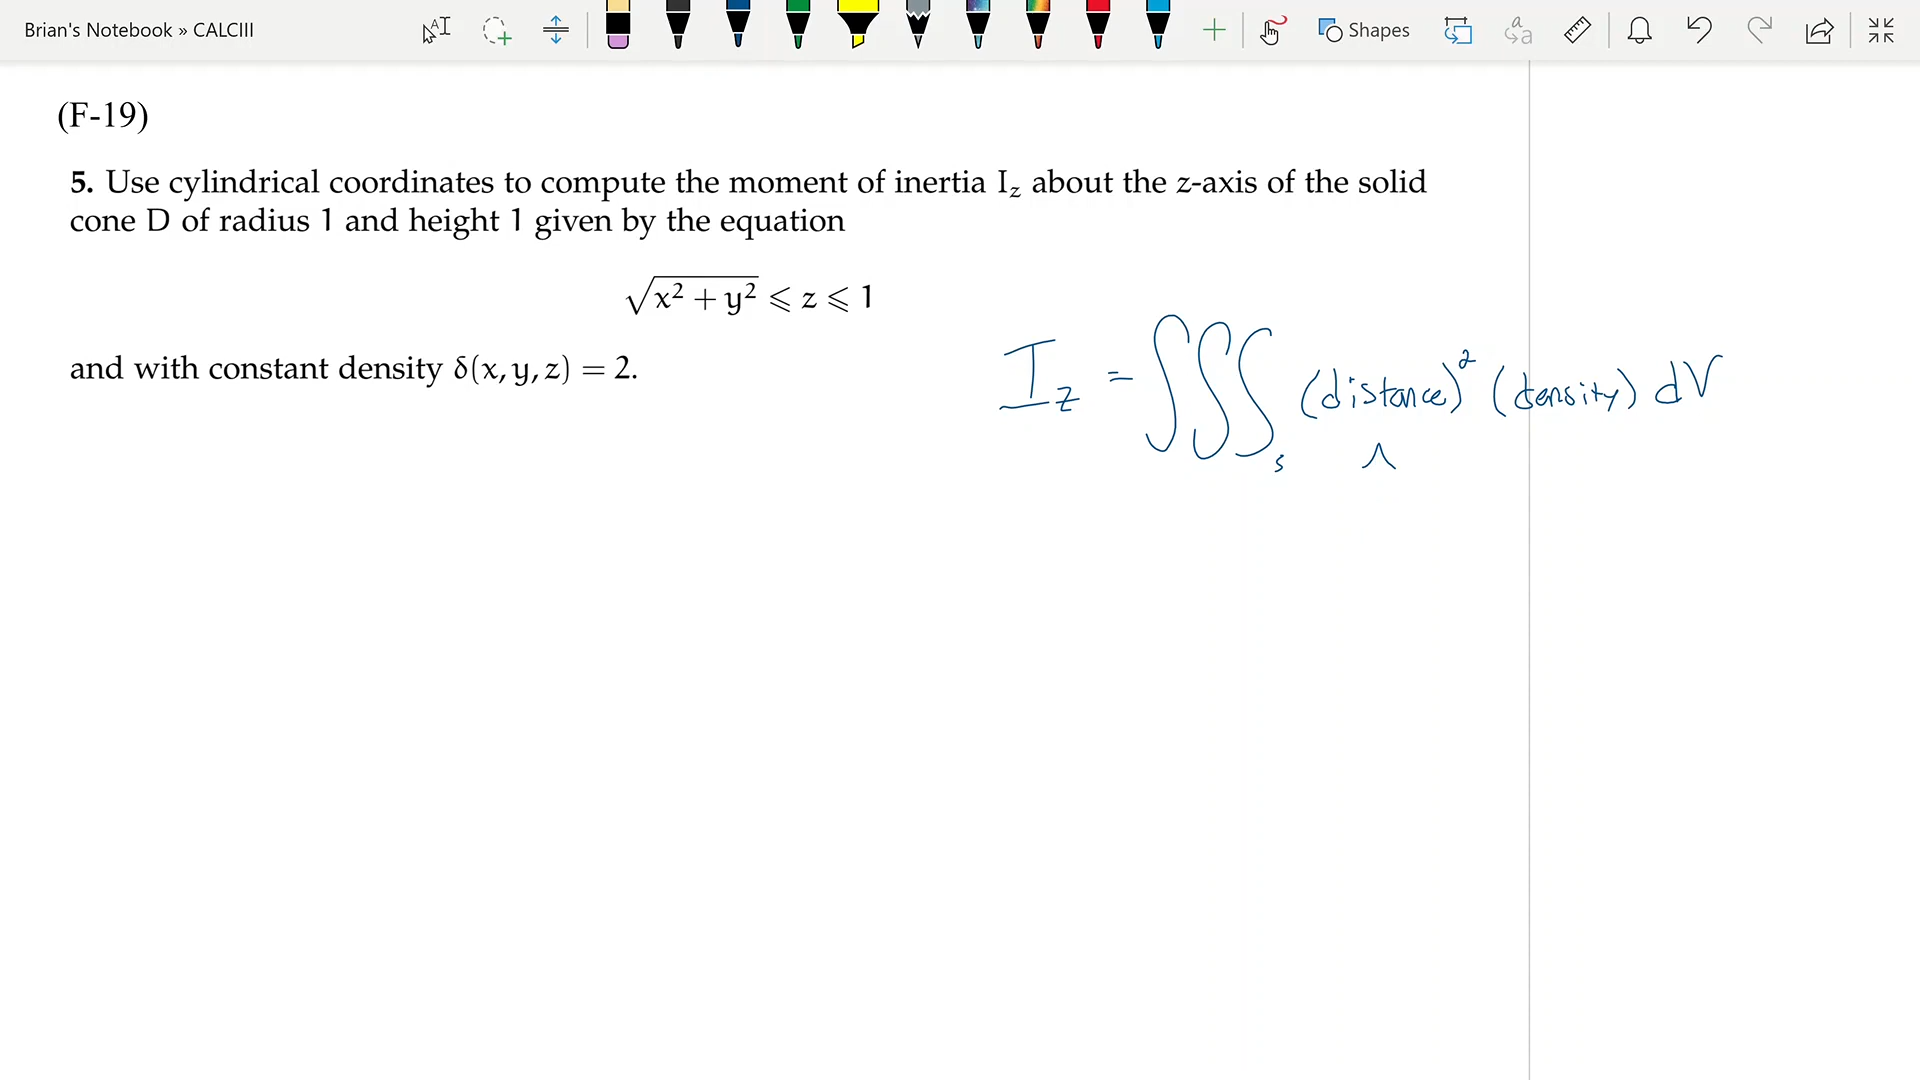 Brian's Notebook » CALCIII
Shapes
(F-19)
5. Use cylindrical coordinates to compute the moment of inertia I_z about the z-axis of the solid
cone D of radius 1 and height 1 given by the equation
√(x² + y²) ⩽ z ⩽ 1
and with constant density δ(x, y, z) = 2.
I_z = ∭_s (distance)² (density) dV